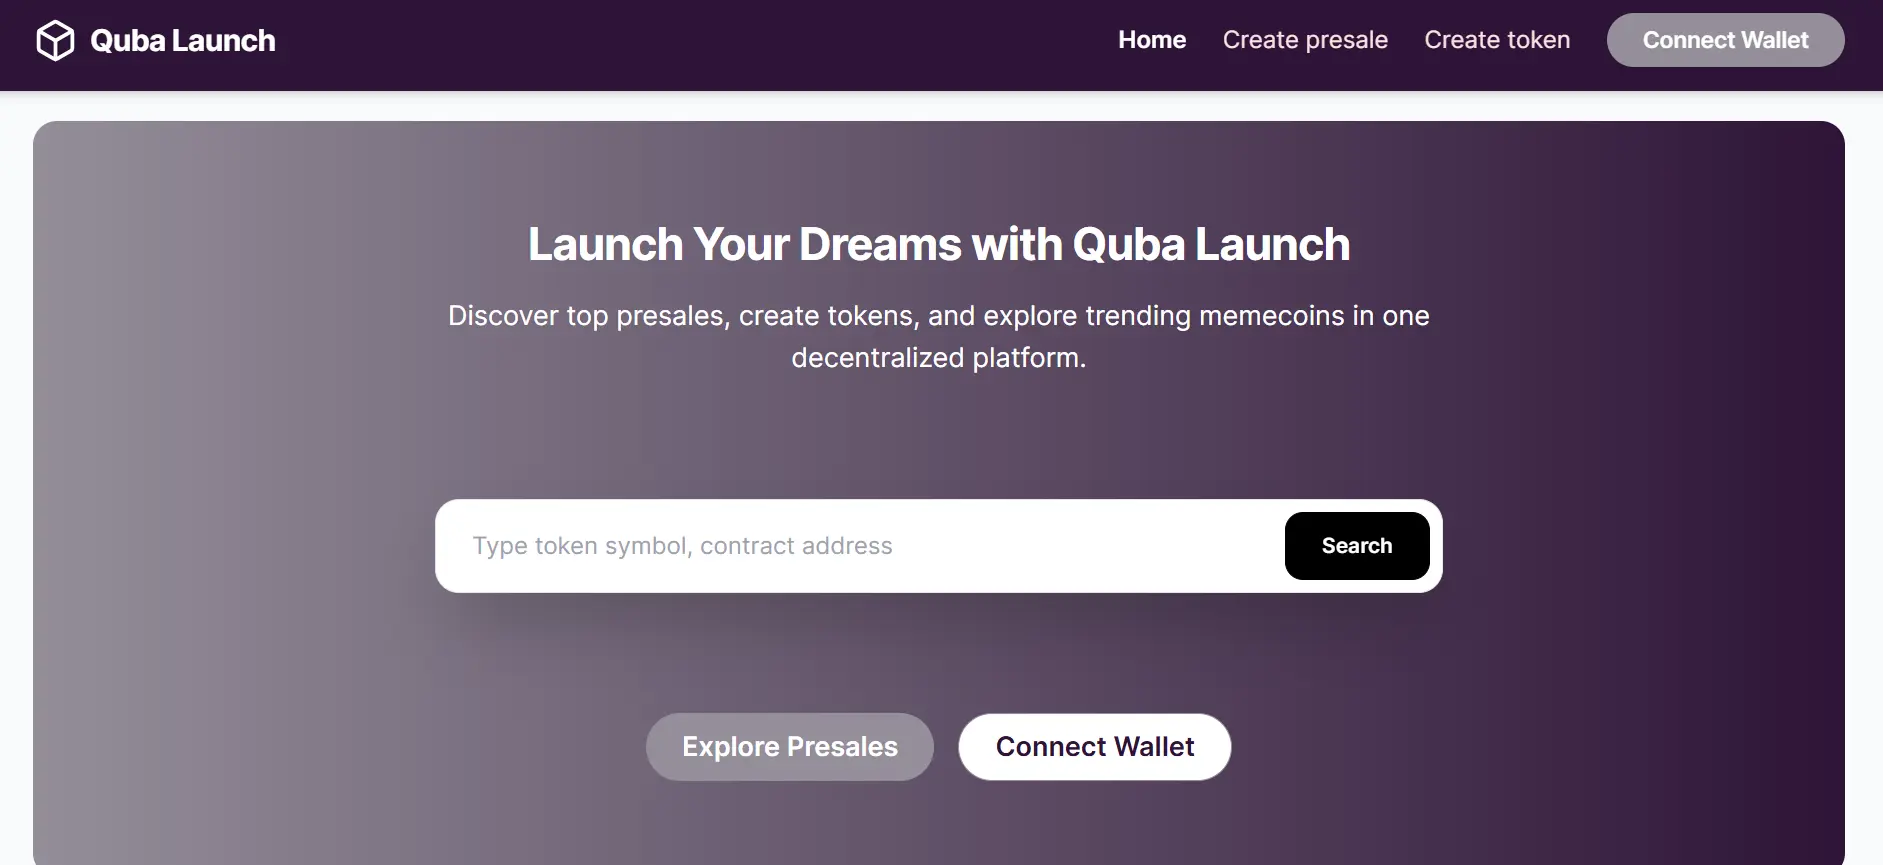 Quba Launch
Home
Create presale
Create token
Connect Wallet
Launch Your Dreams with Quba Launch
Discover top presales, create tokens, and explore trending memecoins in one
decentralized platform.
Type token symbol, contract address
Search
Explore Presales
Connect Wallet